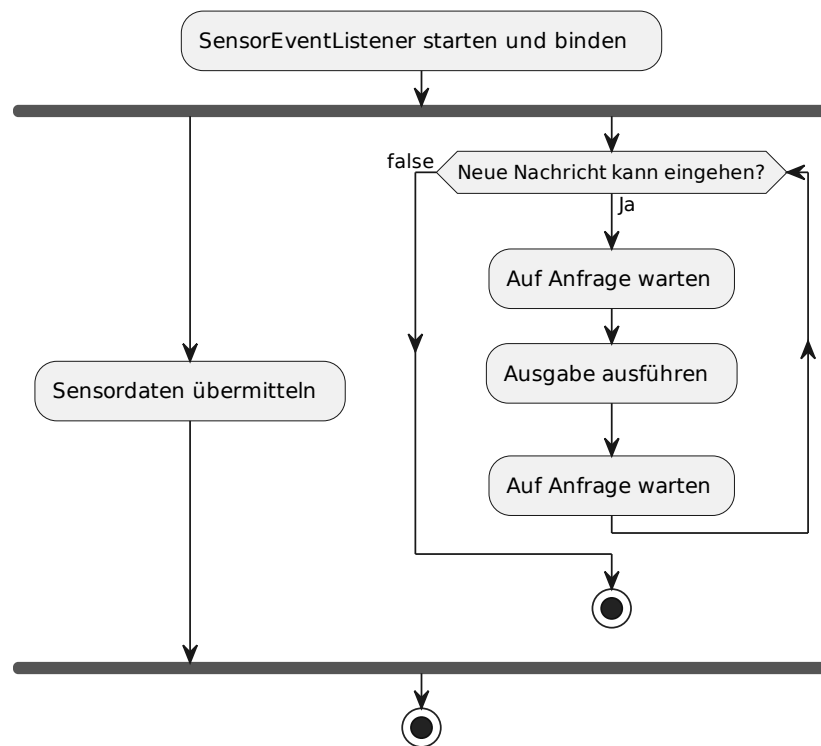 SensorEventListener starten und binden
false
Neue Nachricht kann eingehen?
Ja
Auf Anfrage warten
Ausgabe ausführen
Sensordaten übermitteln
Auf Anfrage warten